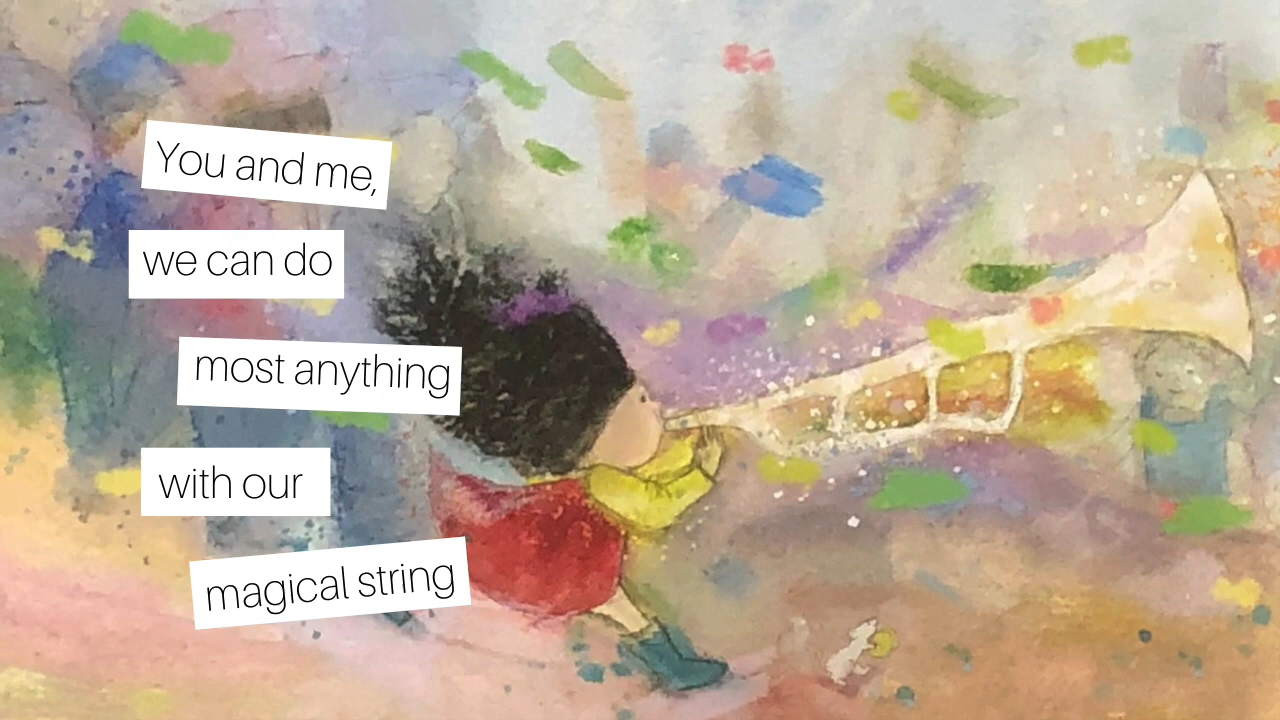 You and me,
we can do
most anything
with our
magical string